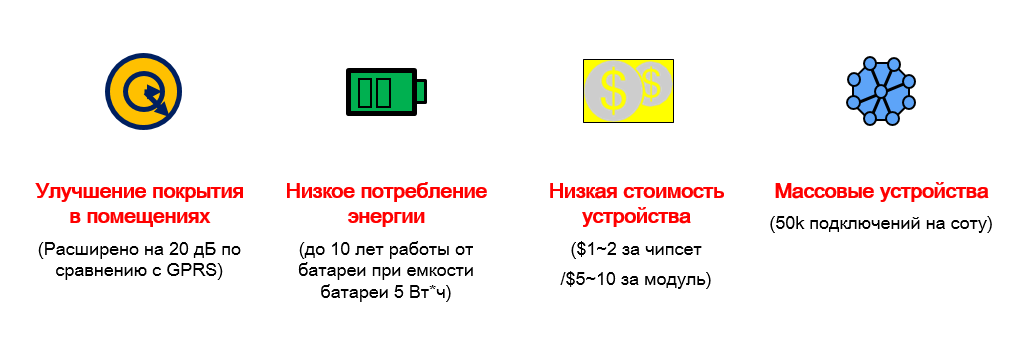 Улучшение покрытия
в помещениях
(Расширено на 20 дБ по
сравнению с GPRS)
Низкое потребление
энергии
(до 10 лет работы от
батареи при емкости
батареи 5 Вт*ч)
$ $
Низкая стоимость
устройства
($1~2 за чипсет
/$5~10 за модуль)
Массовые устройства
(50k подключений на соту)